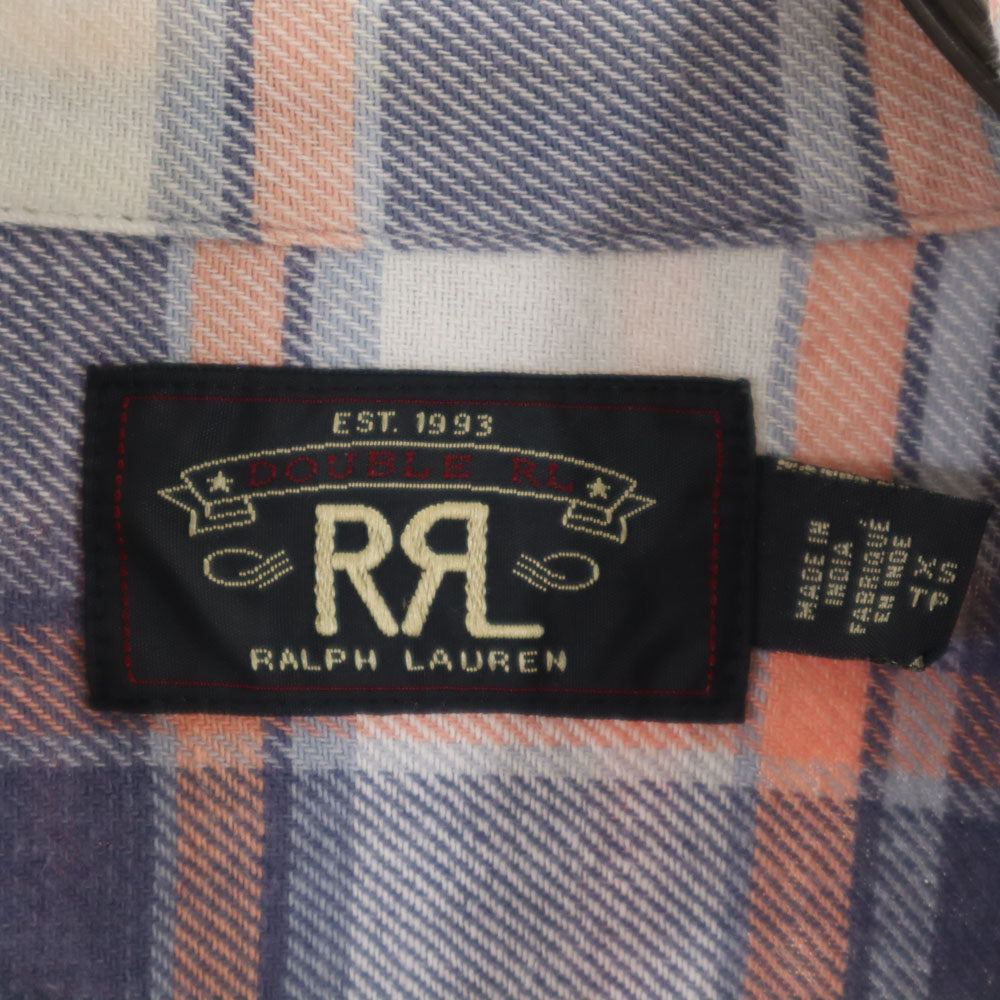 EST. 1993
DOUBLE RL
RRL
RALPH LAUREN
MADE IN
INDIA
FABRIQUÉ
EN INDE
XS
TP